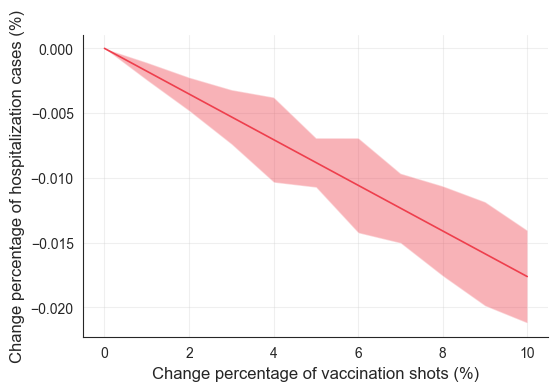 Change percentage of hospitalization cases (%)
0.000
−0.005
−0.010
−0.015
−0.020
0 2 4 6 8 10
Change percentage of vaccination shots (%)